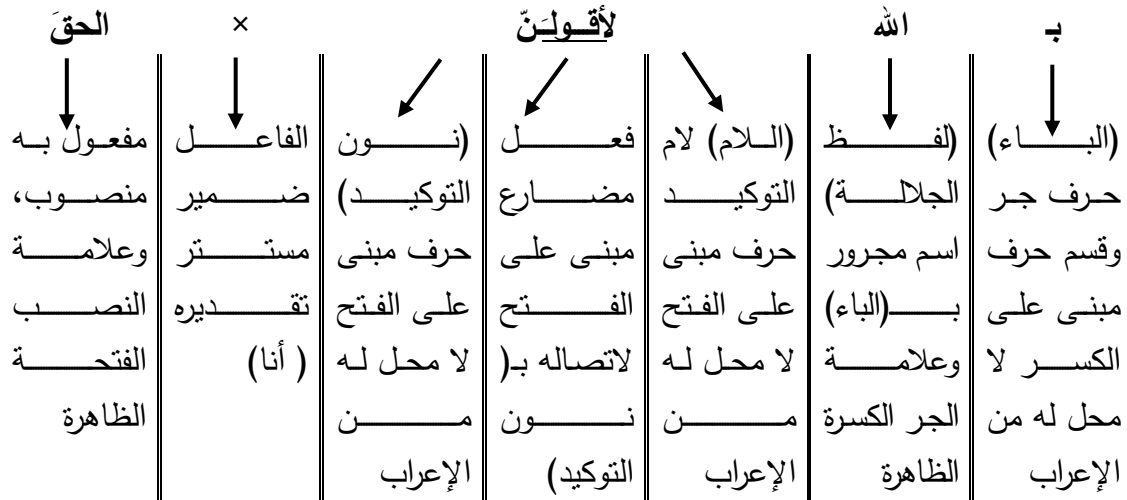 بـ الله لأقـولـَنّ × الحقَ
(البـاء)
حرف جر
وقسم حرف
مبنى على
الكسر لا
محل له من
الإعراب
(لفظ
الجلالة)
اسم مجرور
بـ(الباء)
وعلامة
الجر الكسرة
الظاهرة
(اللام) لام
التوكيد
حرف مبنى
على الفتح
لا محل له
من
الإعراب
فعل
مضارع
مبنى على
الفتح
لاتصاله بـ(
نون
التوكيد)
(نون
التوكيد)
حرف مبنى
على الفتح
لا محل له
من
الإعراب
الفاعل
ضمير
مستتر
تقديره
( أنا)
مفعول به
منصوب،
وعلامة
النصب
الفتحة
الظاهرة